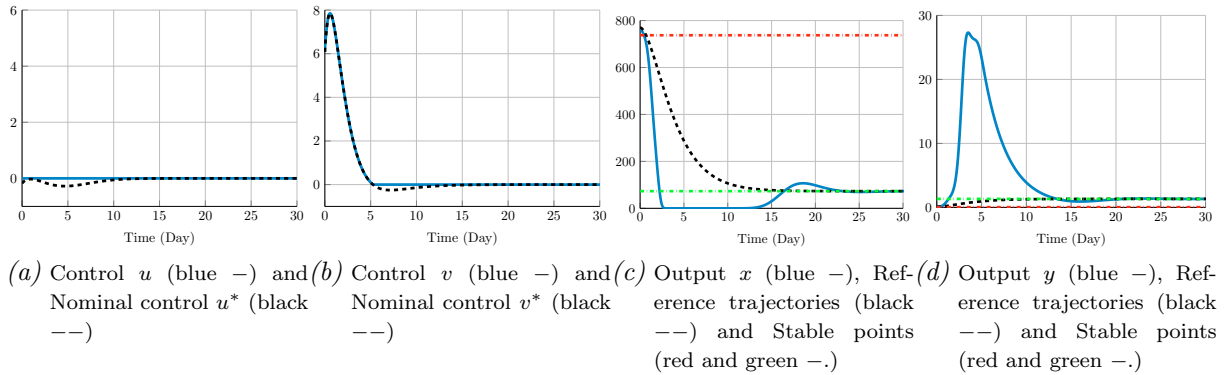 6
4
2
0
0 5 10 15 20 25 30
Time (Day)
8
6
4
2
0
0 5 10 15 20 25 30
Time (Day)
800
600
400
200
0
0 5 10 15 20 25 30
Time (Day)
30
20
10
0
0 5 10 15 20 25 30
Time (Day)
(a) Control u (blue −) and
Nominal control u* (black
−−)
(b) Control v (blue −) and
Nominal control v* (black
−−)
(c) Output x (blue −), Ref-
erence trajectories (black
−−) and Stable points
(red and green −.)
(d) Output y (blue −), Ref-
erence trajectories (black
−−) and Stable points
(red and green −.)